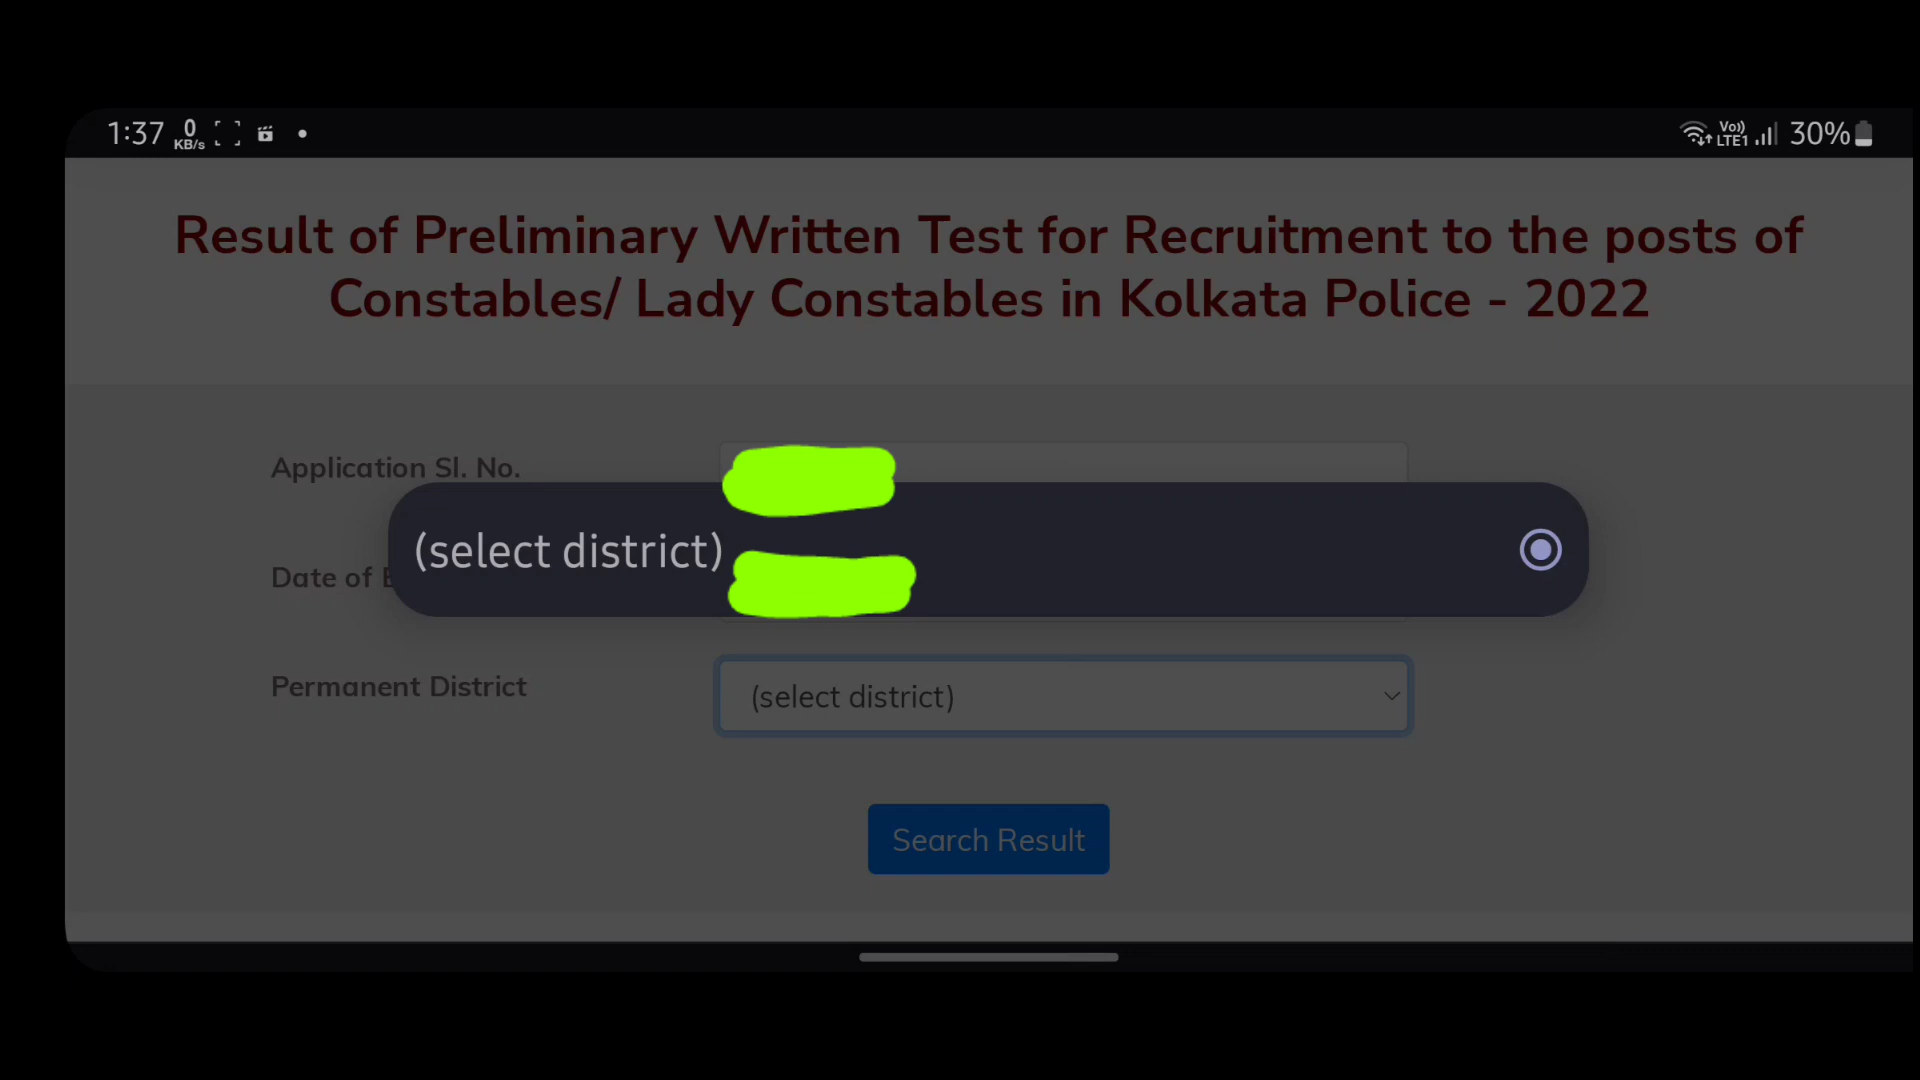 1:37 0 KB/s Vo)) LTE1 30%
Result of Preliminary Written Test for Recruitment to the posts of
Constables/ Lady Constables in Kolkata Police - 2022
Application Sl. No.
(select district)
Date of
Permanent District
(select district)
Search Result